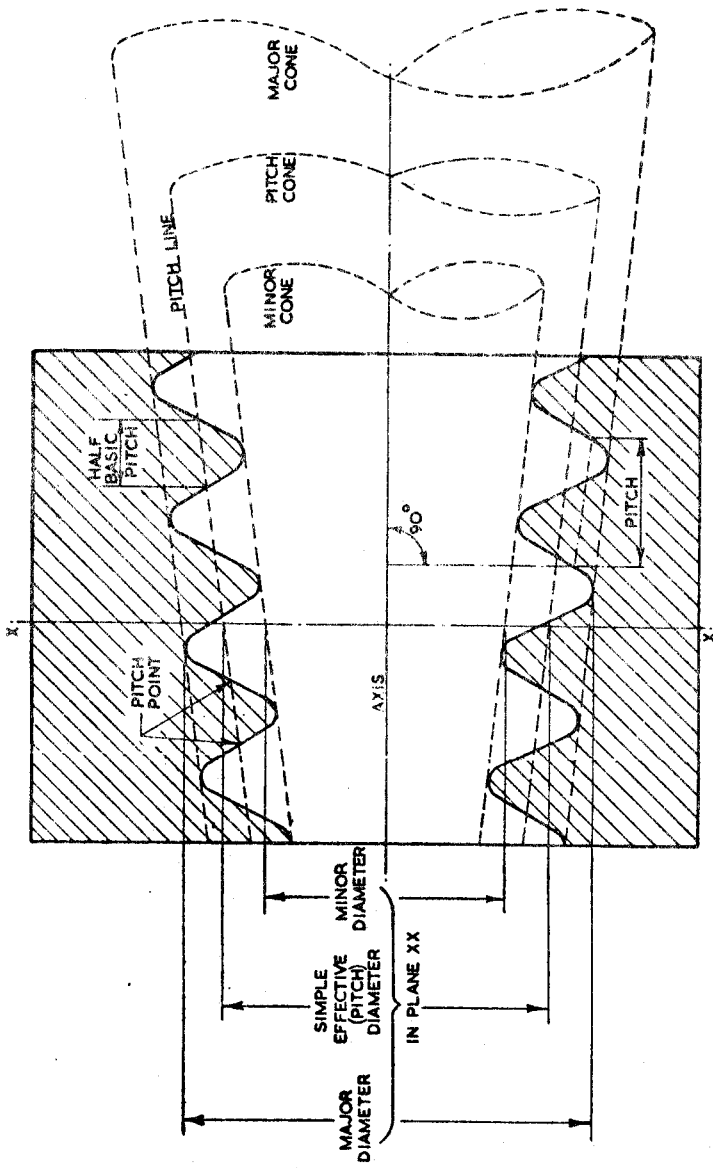 MAJOR
CONE
PITCH
CONE
MINOR
CONE
PITCH LINE
HALF
BASIC
PITCH
PITCH
90°
X
X
PITCH
POINT
AXIS
MINOR
DIAMETER
SIMPLE
EFFECTIVE
(PITCH)
DIAMETER
MAJOR
DIAMETER
IN PLANE XX